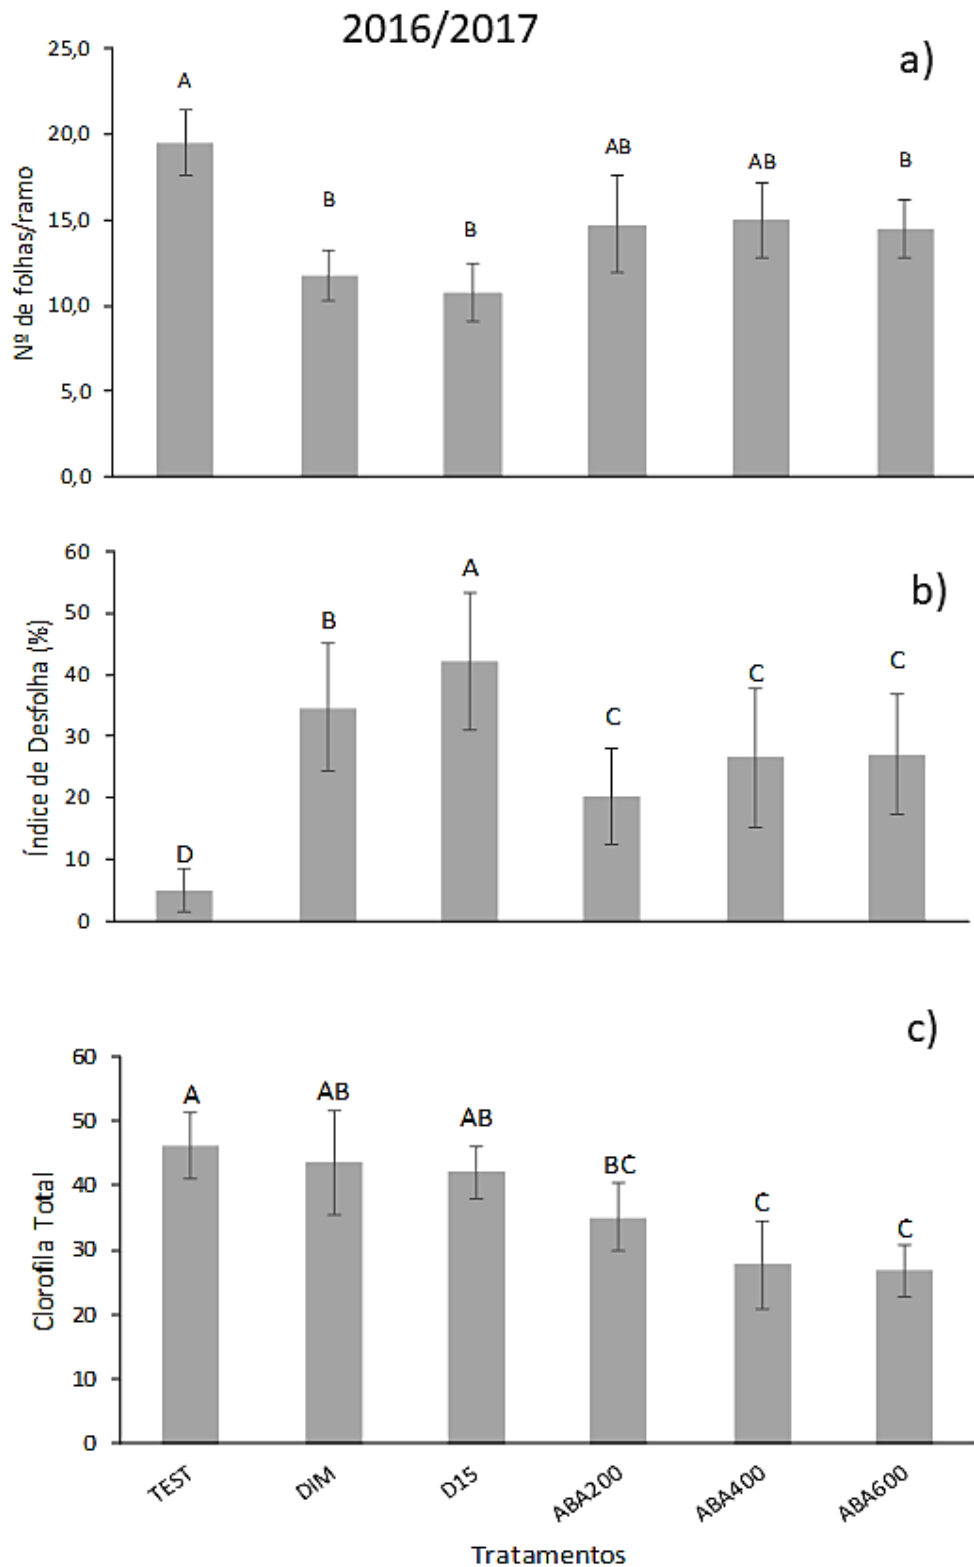 2016/2017
a)
Nº de folhas/ramo
25,0
20,0
15,0
10,0
5,0
0,0
A
B
B
AB
AB
B
b)
Índice de Desfolha (%)
60
50
40
30
20
10
0
D
B
A
C
C
C
c)
Clorofila Total
60
50
40
30
20
10
0
A
AB
AB
BC
C
C
TEST
DIM
D15
ABA200
ABA400
ABA600
Tratamentos